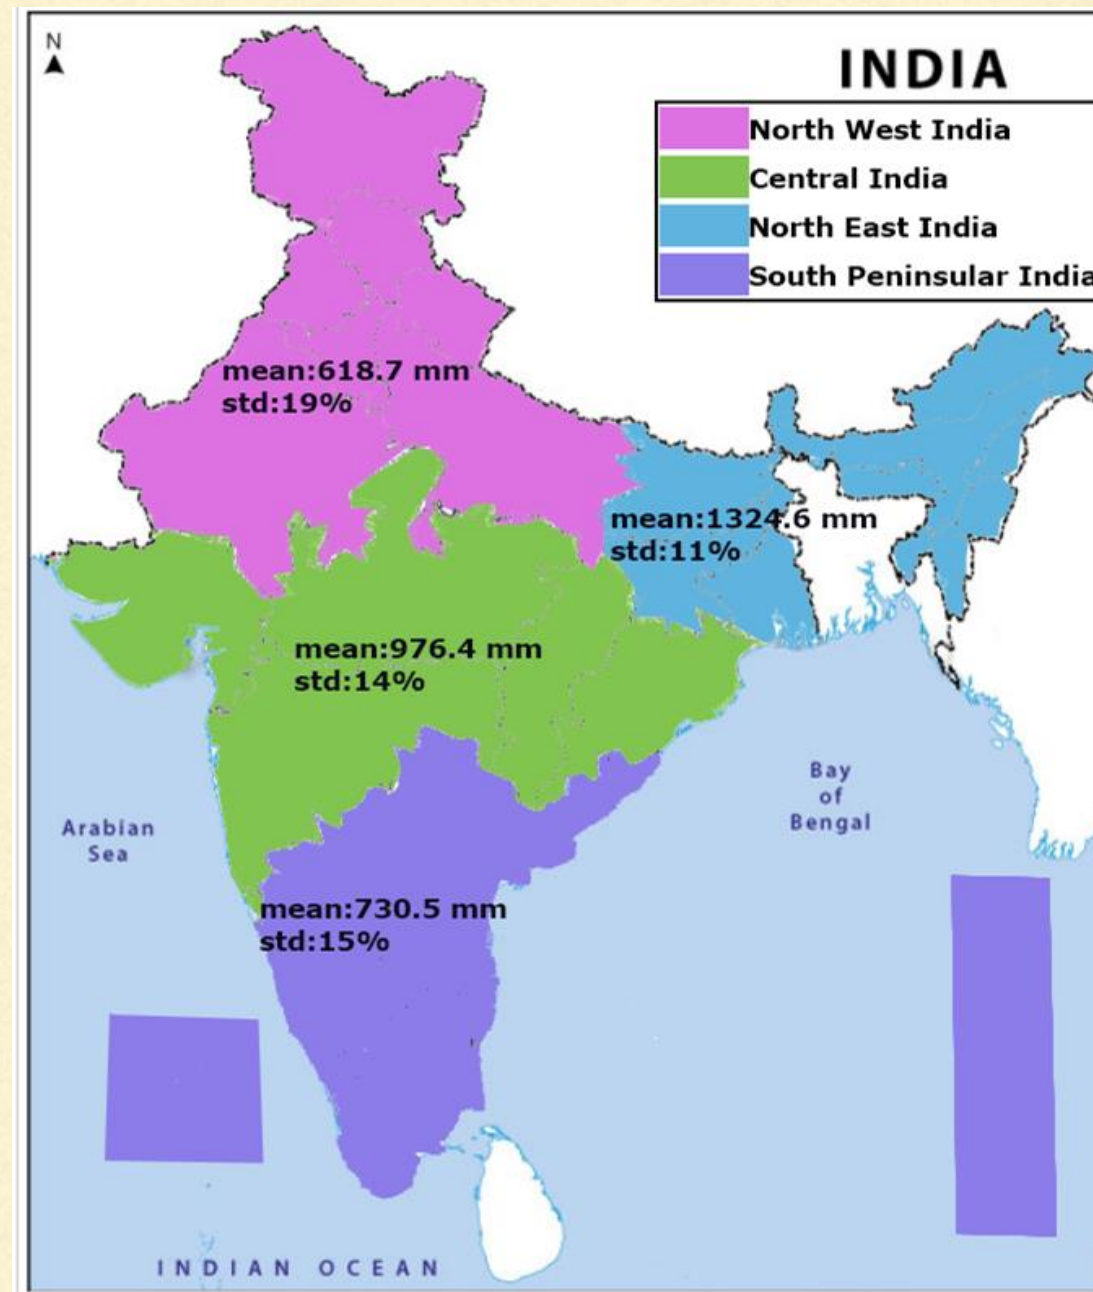 N
INDIA
North West India
Central India
North East India
South Peninsular India
mean:618.7 mm
std:19%
mean:1324.6 mm
std:11%
mean:976.4 mm
std:14%
Bay
of
Bengal
Arabian
Sea
mean:730.5 mm
std:15%
INDIAN OCEAN